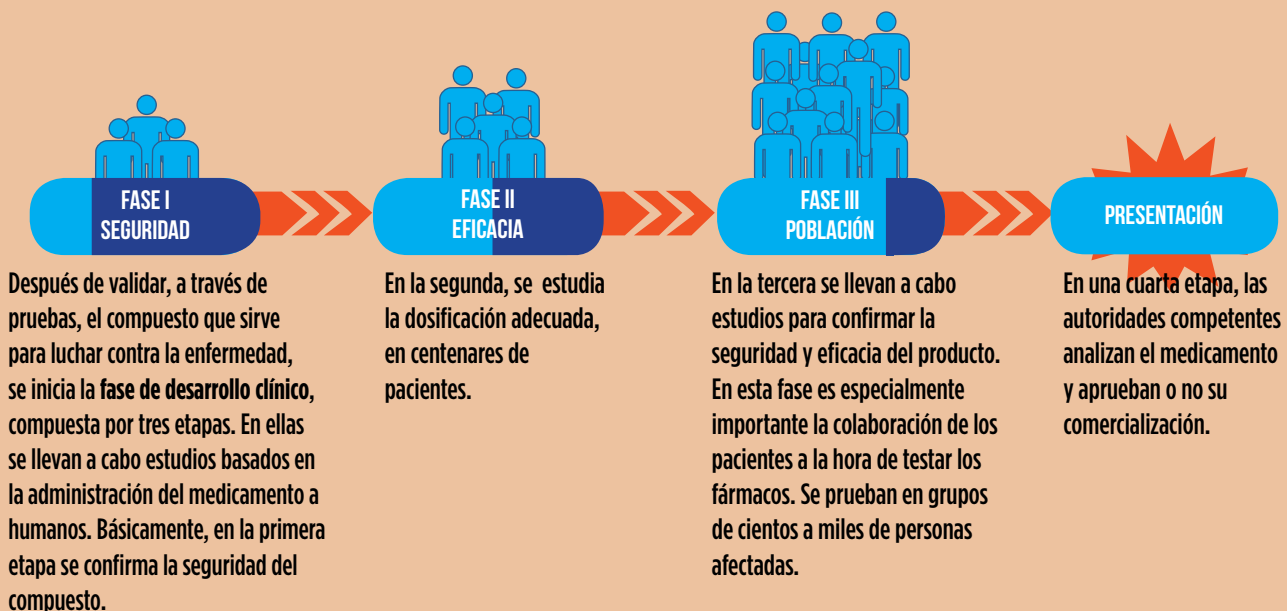 FASE I
SEGURIDAD
Después de validar, a través de
pruebas, el compuesto que sirve
para luchar contra la enfermedad,
se inicia la fase de desarrollo clínico,
compuesta por tres etapas. En ellas
se llevan a cabo estudios basados en
la administración del medicamento a
humanos. Básicamente, en la primera
etapa se confirma la seguridad del
compuesto.
FASE II
EFICACIA
En la segunda, se estudia
la dosificación adecuada,
en centenares de
pacientes.
FASE III
POBLACIÓN
En la tercera se llevan a cabo
estudios para confirmar la
seguridad y eficacia del producto.
En esta fase es especialmente
importante la colaboración de los
pacientes a la hora de testar los
fármacos. Se prueban en grupos
de cientos a miles de personas
afectadas.
PRESENTACIÓN
En una cuarta etapa, las
autoridades competentes
analizan el medicamento
y aprueban o no su
comercialización.